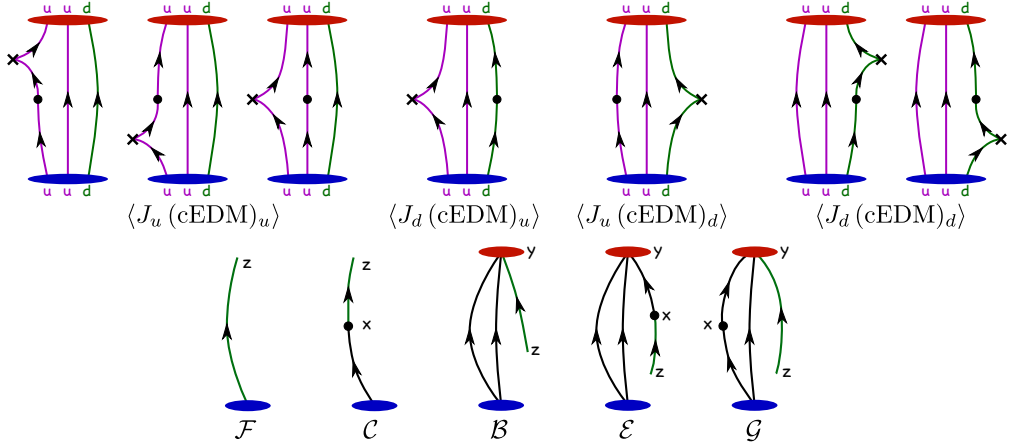 u u d u u d u u d u u d u u d u u d u u d
u u d u u d u u d u u d u u d u u d u u d
⟨J_u (cEDM)_u⟩ ⟨J_d (cEDM)_u⟩ ⟨J_u (cEDM)_d⟩ ⟨J_d (cEDM)_d⟩
z z y y y
x x x
z z z
ℱ 𝒞 ℬ ℰ 𝒢